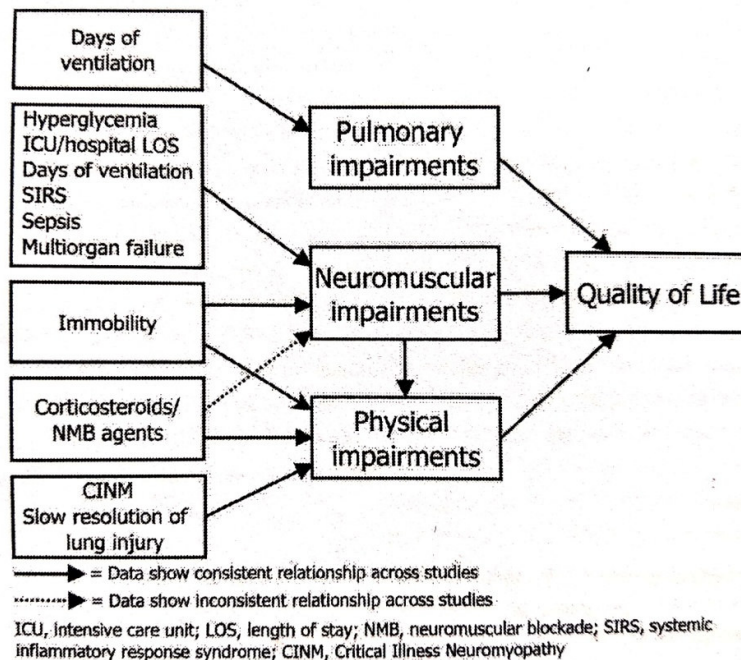 Days of
ventilation
Hyperglycemia
ICU/hospital LOS
Days of ventilation
SIRS
Sepsis
Multiorgan failure
Immobility
Corticosteroids/
NMB agents
CINM
Slow resolution of
lung injury
Pulmonary
impairments
Neuromuscular
impairments
Physical
impairments
Quality of Life
= Data show consistent relationship across studies
= Data show inconsistent relationship across studies
ICU, intensive care unit; LOS, length of stay; NMB, neuromuscular blockade; SIRS, systemic
inflammatory response syndrome; CINM, Critical Illness Neuromyopathy